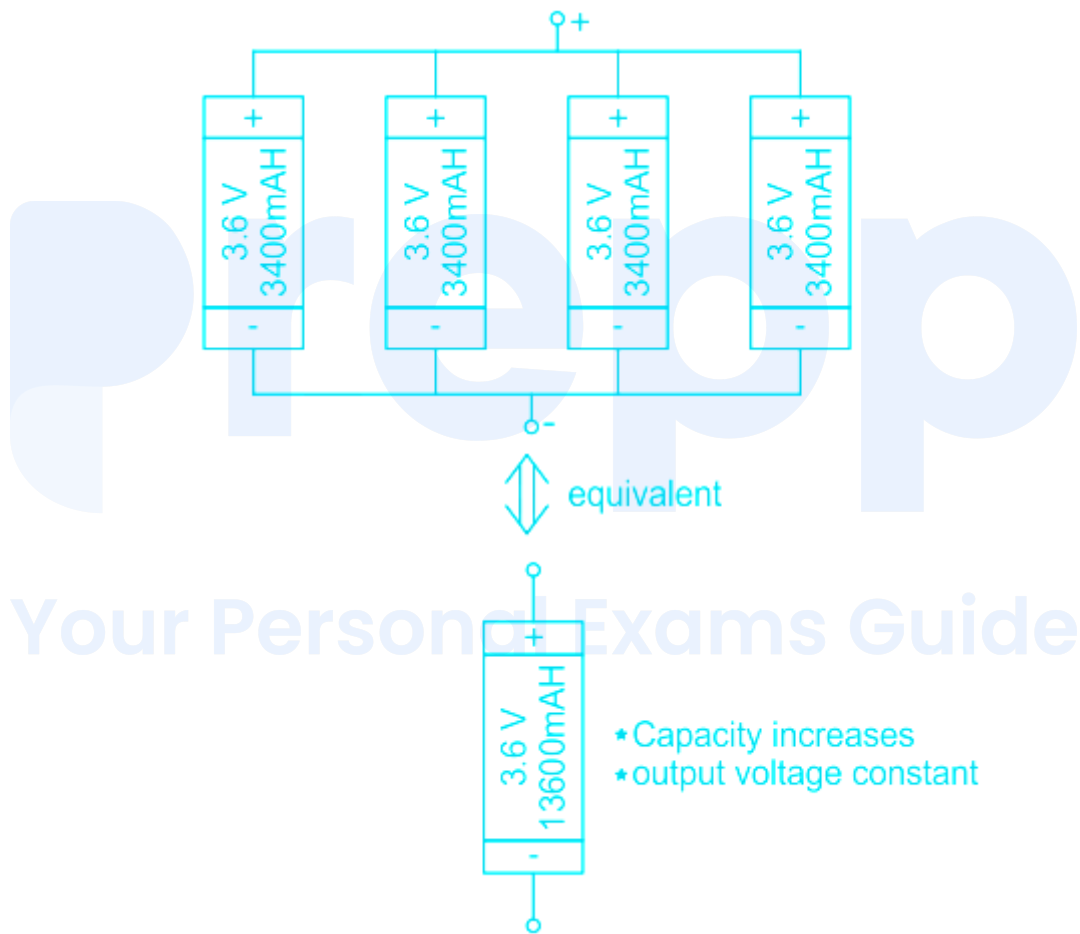 +
+ + + +
3.6 V
3400mAH
3.6 V
3400mAH
3.6 V
3400mAH
3.6 V
3400mAH
- - - -
-
equivalent
prepp
Your Personal Exams Guide
+
3.6 V
13600mAH
-
★Capacity increases
★output voltage constant